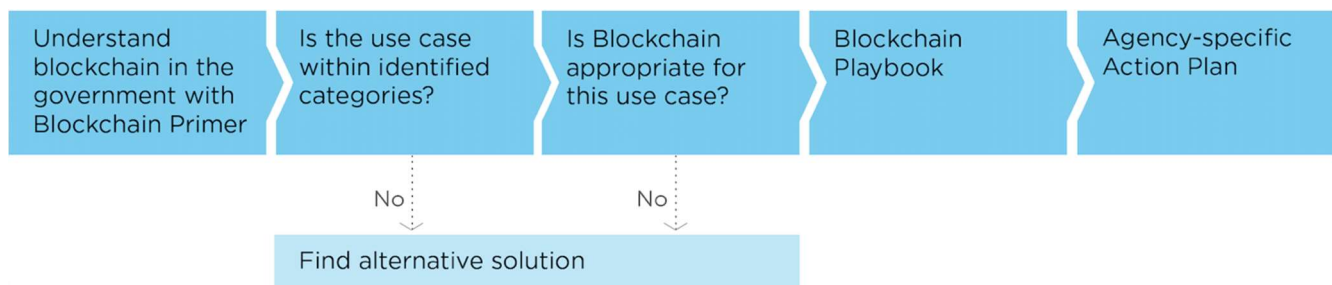 Understand
blockchain in the
government with
Blockchain Primer
Is the use case
within identified
categories?
Is Blockchain
appropriate for
this use case?
Blockchain
Playbook
Agency-specific
Action Plan
No
No
Find alternative solution